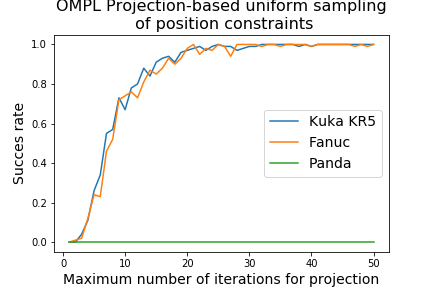 OMPL Projection-based uniform sampling
of position constraints
Succes rate
1.0
0.8
0.6
0.4
0.2
0.0
Kuka KR5
Fanuc
Panda
0 10 20 30 40 50
Maximum number of iterations for projection